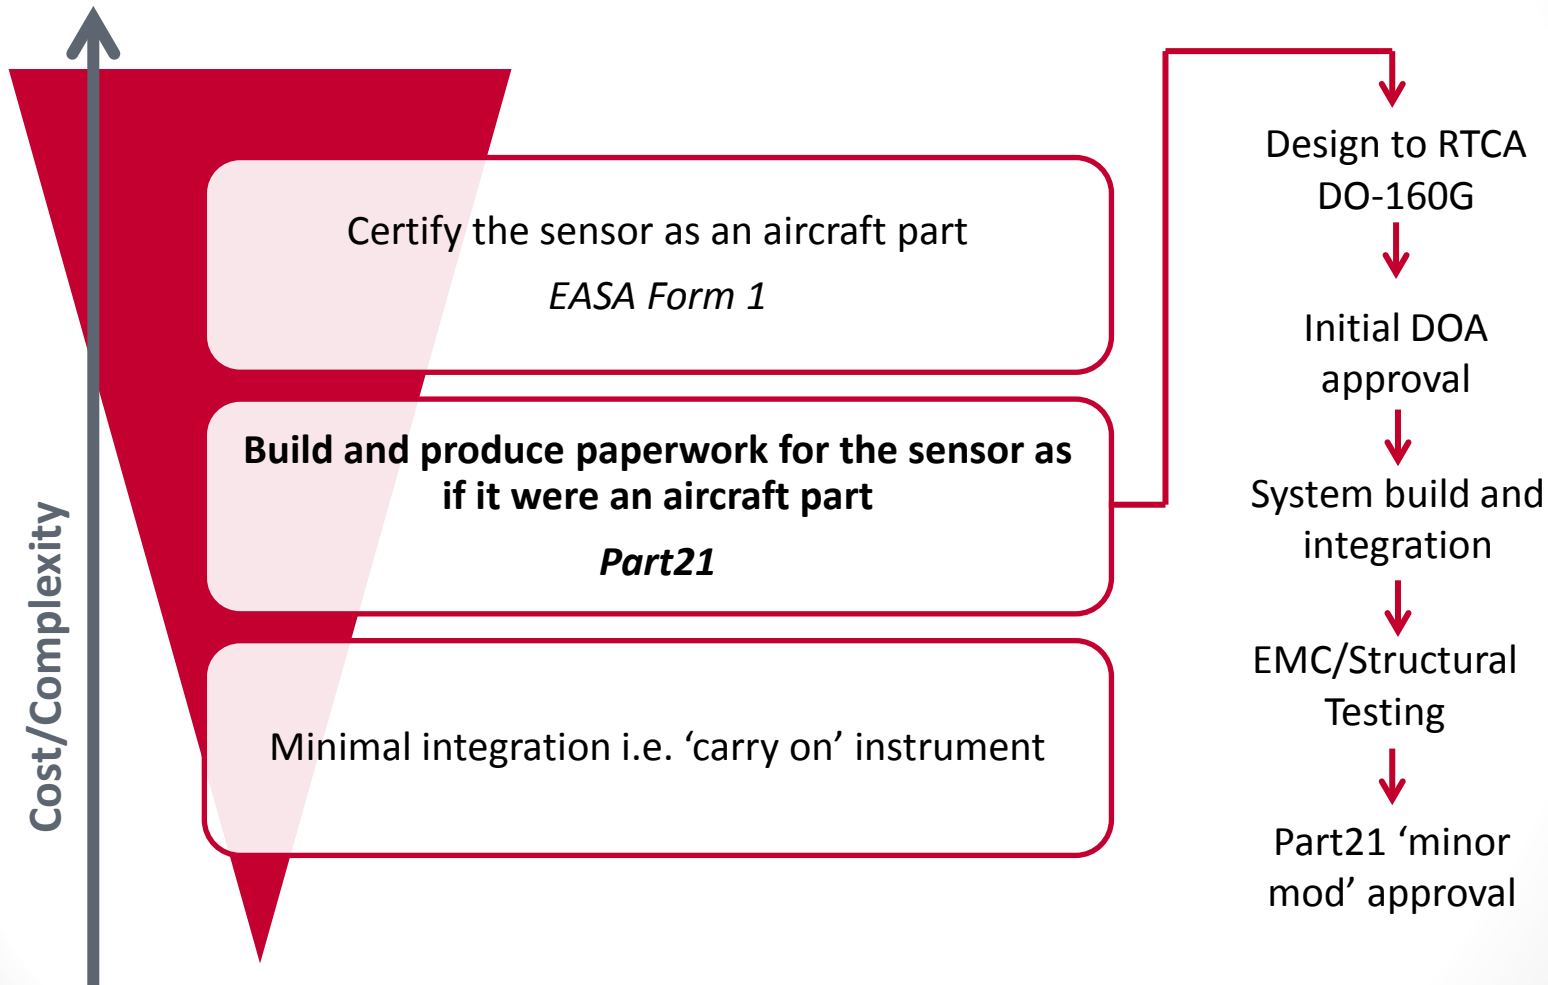 Cost/Complexity
Certify the sensor as an aircraft part
EASA Form 1
Build and produce paperwork for the sensor as
if it were an aircraft part
Part21
Minimal integration i.e. ‘carry on’ instrument
Design to RTCA
DO-160G
Initial DOA
approval
System build and
integration
EMC/Structural
Testing
Part21 ‘minor
mod’ approval